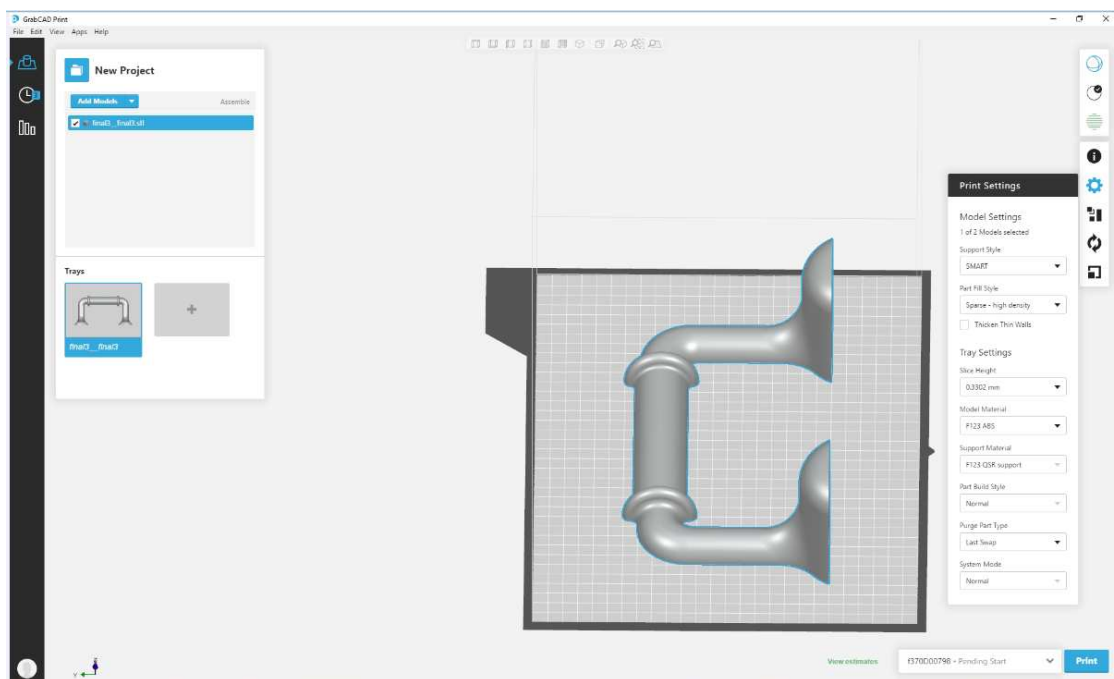 GrabCAD Print
File Edit View Apps Help
New Project
Add Models
Assemble
final3__final3.stl
Trays
final3__final3
+
Print Settings
Model Settings
1 of 2 Models selected
Support Style
SMART
Part Fill Style
Sparse - high density
Thicken Thin Walls
Tray Settings
Slice Height
0.3302 mm
Model Material
F123 ABS
Support Material
F123 QSR support
Part Build Style
Normal
Purge Part Type
Last Swap
System Mode
Normal
View estimates
f370D00798 - Pending Start
Print
Y
Z